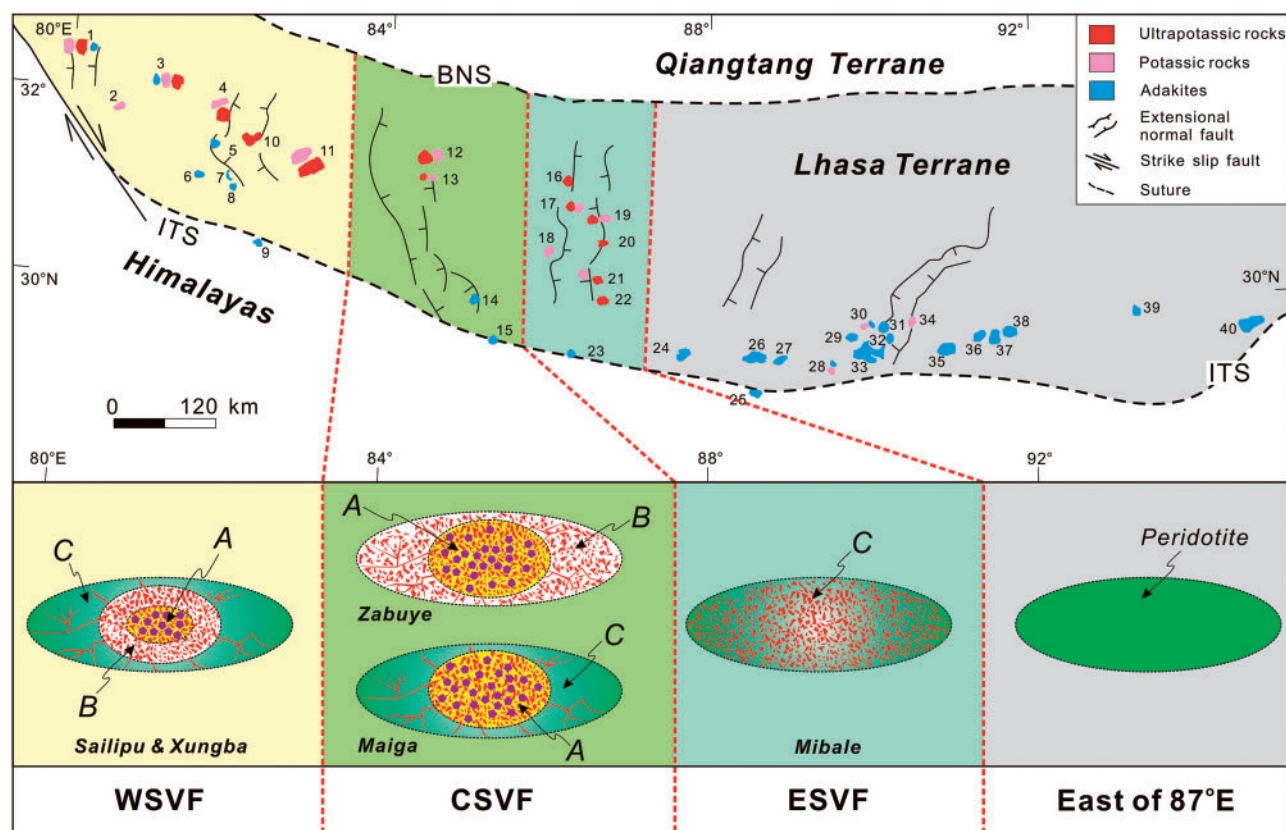 80°E
84°
88°
92°
Ultrapotassic rocks
Potassic rocks
Adakites
Extensional
normal fault
Strike slip fault
Suture
BNS
Qiangtang Terrane
Lhasa Terrane
32°
30°N
30°N
ITS
ITS
Himalayas
1
2
3
4
5
6
7
8
9
10
11
12
13
14
15
16
17
18
19
20
21
22
23
24
25
26
27
28
29
30
31
32
33
34
35
36
37
38
39
40
0 120 km
80°E
84°
88°
92°
C
A
B
Sailipu & Xungba
A
B
Zabuye
C
Maiga
A
C
Mibale
Peridotite
WSVF
CSVF
ESVF
East of 87°E